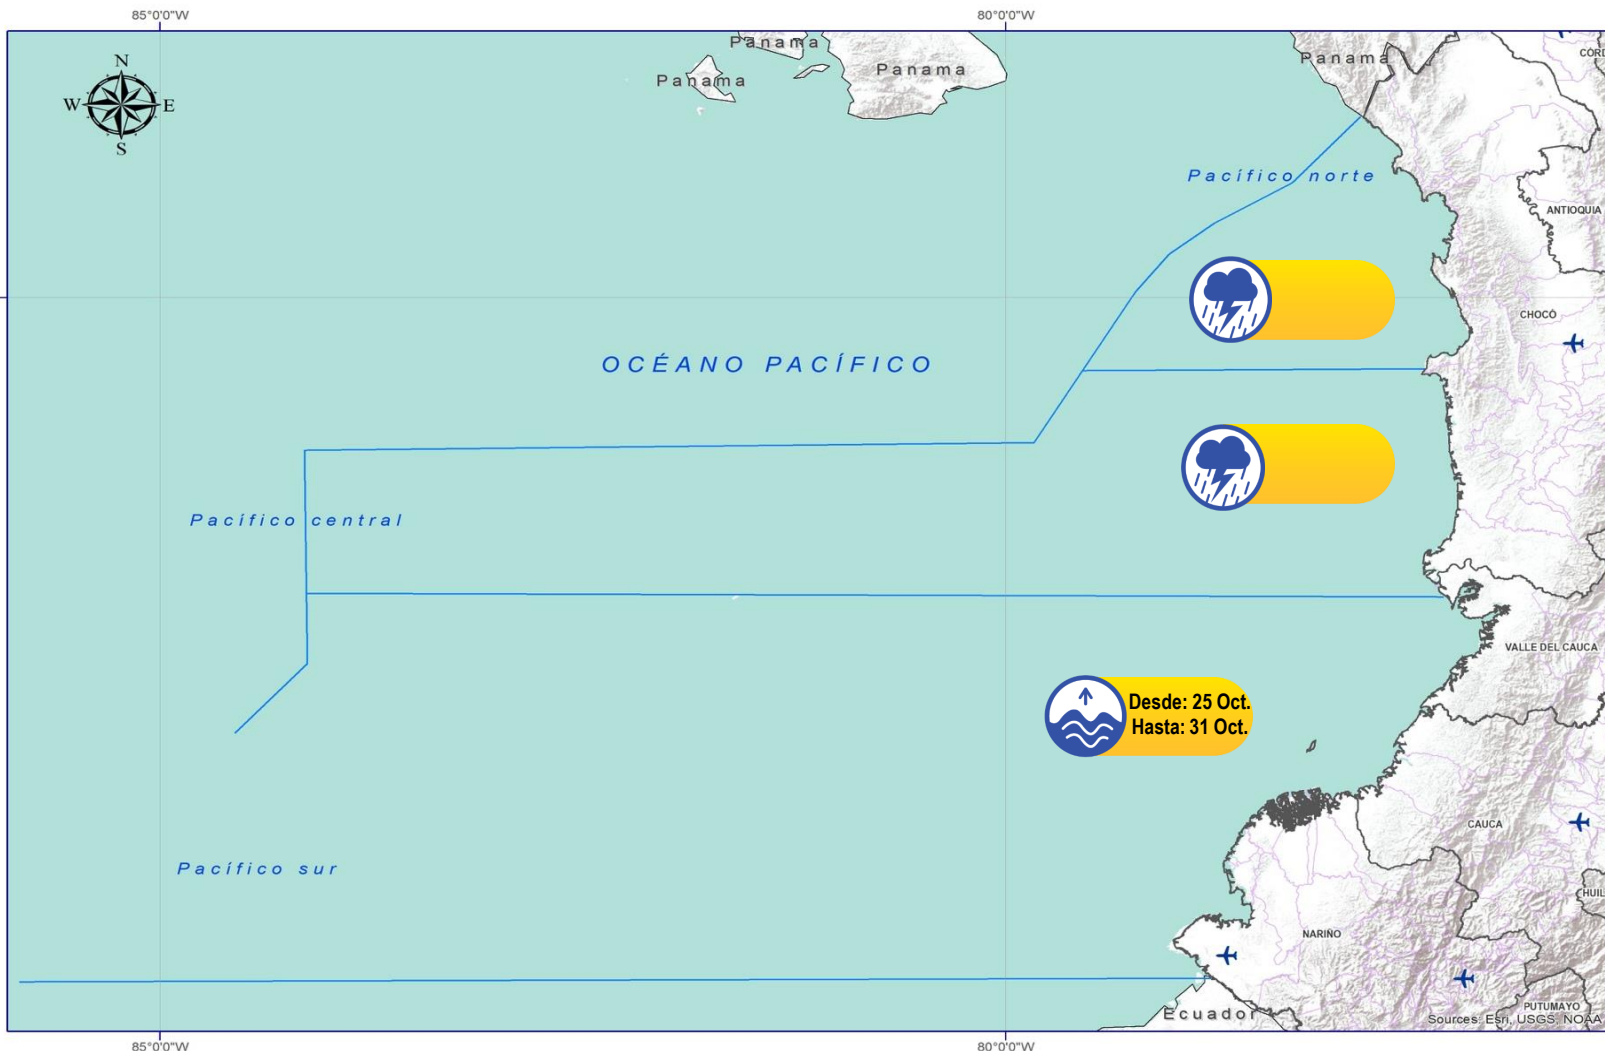 85°0'0"W
80°0'0"W
N
W
E
S
Panama
Panama
Panama
Panama
CÓRD
Pacífico norte
ANTIOQUIA
CHOCÓ
OCÉANO PACÍFICO
Pacífico central
VALLE DEL CAUCA
Desde: 25 Oct.
Hasta: 31 Oct.
CAUCA
Pacífico sur
HUIL
NARIÑO
PUTUMAYO
Ecuador
Sources: Esri, USGS, NOAA
85°0'0"W
80°0'0"W